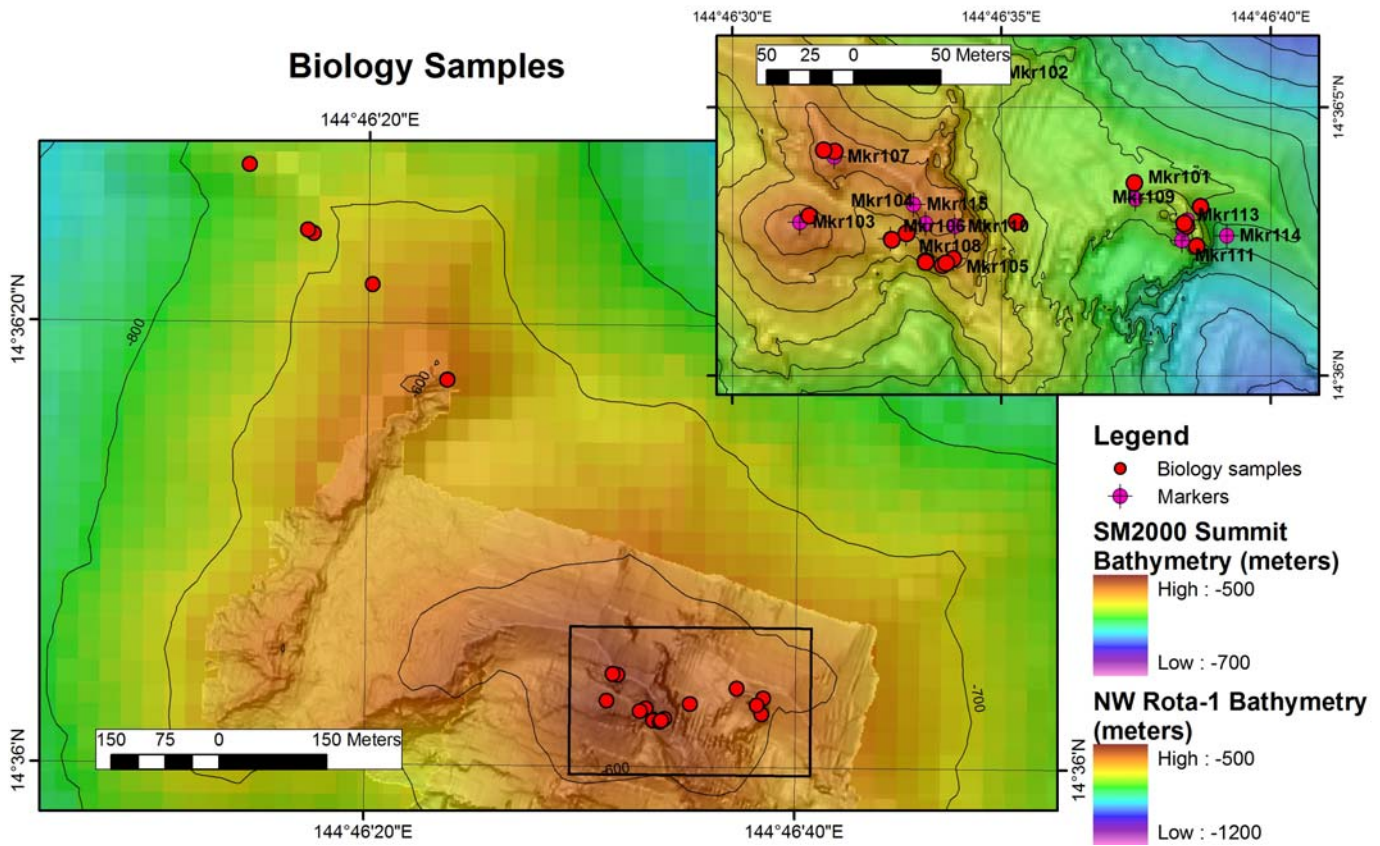 Biology Samples
144°46'20"E
144°46'30"E
144°46'35"E
144°46'40"E
50 25 0 50 Meters
Mkr102
14°36'5"N
Mkr107
Mkr101
Mkr109
Mkr104
Mkr115
Mkr103
Mkr113
Mkr106
Mkr110
Mkr114
Mkr108
Mkr111
Mkr105
14°36'N
14°36'20"N
-800
-600
-700
-600
150 75 0 150 Meters
14°36'N
14°36'N
144°46'20"E
144°46'40"E
Legend
Biology samples
Markers
SM2000 Summit
Bathymetry (meters)
High : -500
Low : -700
NW Rota-1 Bathymetry
(meters)
High : -500
Low : -1200